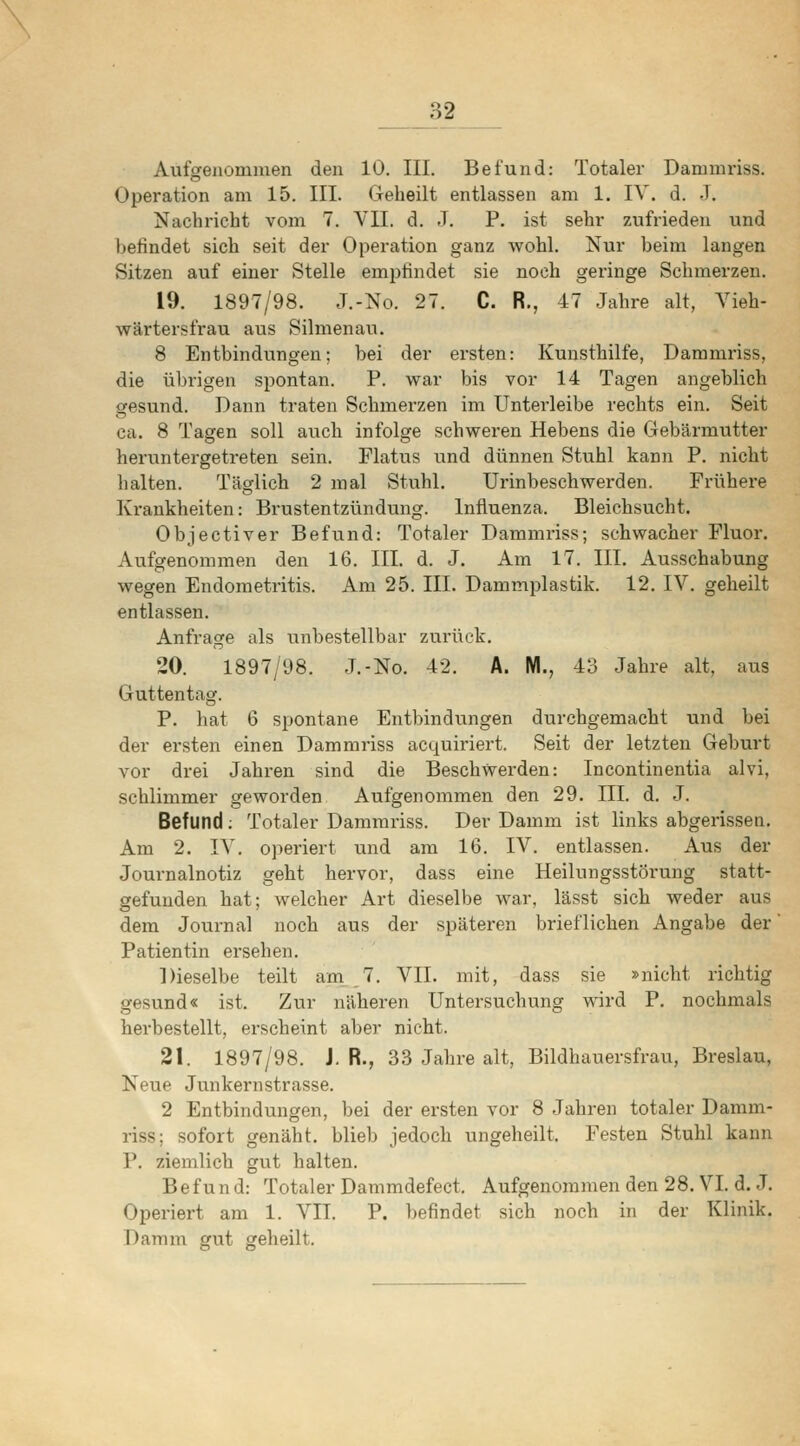 32
Aufgenommen den 10. III. Befund: Totaler Dammriss.
Operation am 15. III. Geheilt entlassen am 1. IV. d. J.
Nachricht vom 7. VII. d. J. P. ist sehr zufrieden und
befindet sich seit der Operation ganz wohl. Nur beim langen
Sitzen auf einer Stelle empfindet sie noch geringe Schmerzen.
19. 1897/98. J.-No. 27. C. R., 47 Jahre alt, Vieh-
wärtersfrau aus Silmenau.
8 Entbindungen; bei der ersten: Kunsthilfe, Dammriss,
die übrigen spontan. P. war bis vor 14 Tagen angeblich
gesund. Dann traten Schmerzen im Unterleibe rechts ein. Seit
ca. 8 Tagen soll auch infolge schweren Hebens die Gebärmutter
heruntergetreten sein. Flatus und dünnen Stuhl kann P. nicht
halten. Täglich 2 mal Stuhl. Urinbeschwerden. Frühere
Krankheiten: Brustentzündung. Influenza. Bleichsucht.
Objectiver Befund: Totaler Dammriss; schwacher Fluor.
Aufgenommen den 16. III. d. J. Am 17. III. Ausschabung
wegen Endometritis. Am 25. III. Dammplastik. 12. IV. geheilt
entlassen.
Anfrage als unbestellbar zurück.
20. 1897/98. J.-No. 42. A. M., 43 Jahre alt, aus
Guttentag.
P. hat 6 spontane Entbindungen durchgemacht und bei
der ersten einen Dammriss acquiriert. Seit der letzten Geburt
vor drei Jahren sind die Beschwerden: Incontinentia alvi,
schlimmer geworden Aufgenommen den 29. III. d. J.
Befund: Totaler Dammriss. Der Damm ist links abgerissen.
Am 2. IV. operiert und am 16. IV. entlassen. Aus der
Journalnotiz geht hervor, dass eine Heilungsstörung statt-
gefunden hat; welcher Art dieselbe war, lässt sich weder aus
dem Journal noch aus der späteren brieflichen Angabe der
Patientin ersehen.
Dieselbe teilt am 7. VII. mit, dass sie »nicht richtig
gesund« ist. Zur näheren Untersuchung wird P. nochmals
herbestellt, erscheint aber nicht.
21. 1897/98. J. R., 33 Jahre alt, Bildhauersfrau, Breslau,
Neue Junkernstrasse.
2 Entbindungen, bei der ersten vor 8 Jahren totaler Damm-
riss; sofort genäht. blieb jedoch ungeheilt. Festen Stuhl kann
P. ziemlich gut halten.
Befund: Totaler Dammdefect. Aufgenommen den 28. VI. d. J.
Operiert am 1. VII. P. befindet sich noch in der Klinik.
Damm gut geheilt.